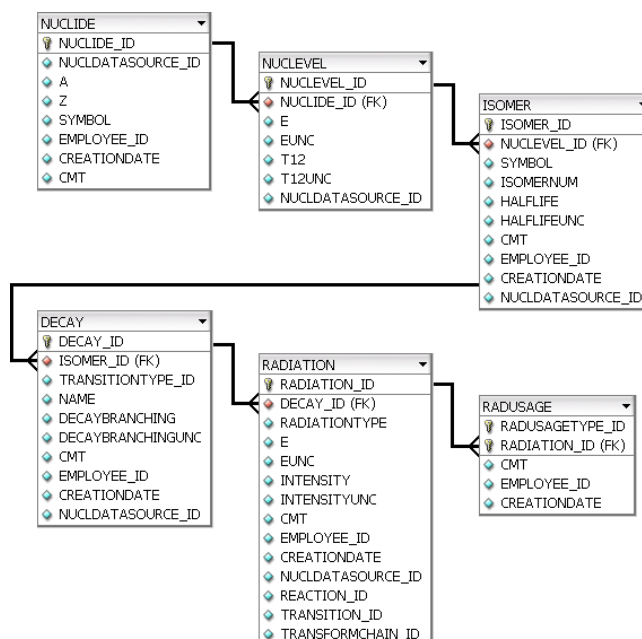 NUCLIDE
NUCLIDE_ID
NUCLDATASOURCE_ID
A
Z
SYMBOL
EMPLOYEE_ID
CREATIONDATE
CMT
NUCLEVEL
NUCLEVEL_ID
NUCLIDE_ID (FK)
E
EUNC
T12
T12UNC
NUCLDATASOURCE_ID
ISOMER
ISOMER_ID
NUCLEVEL_ID (FK)
SYMBOL
ISOMERNUM
HALFLIFE
HALFLIFEUNC
CMT
EMPLOYEE_ID
CREATIONDATE
NUCLDATASOURCE_ID
DECAY
DECAY_ID
ISOMER_ID (FK)
TRANSITIONTYPE_ID
NAME
DECAYBRANCHING
DECAYBRANCHINGUNC
CMT
EMPLOYEE_ID
CREATIONDATE
NUCLDATASOURCE_ID
RADIATION
RADIATION_ID
DECAY_ID (FK)
RADIATIONTYPE
E
EUNC
INTENSITY
INTENSITYUNC
CMT
EMPLOYEE_ID
CREATIONDATE
NUCLDATASOURCE_ID
REACTION_ID
TRANSITION_ID
TRANSFORMCHAIN_ID
RADUSAGE
RADUSAGETYPE_ID
RADIATION_ID (FK)
CMT
EMPLOYEE_ID
CREATIONDATE